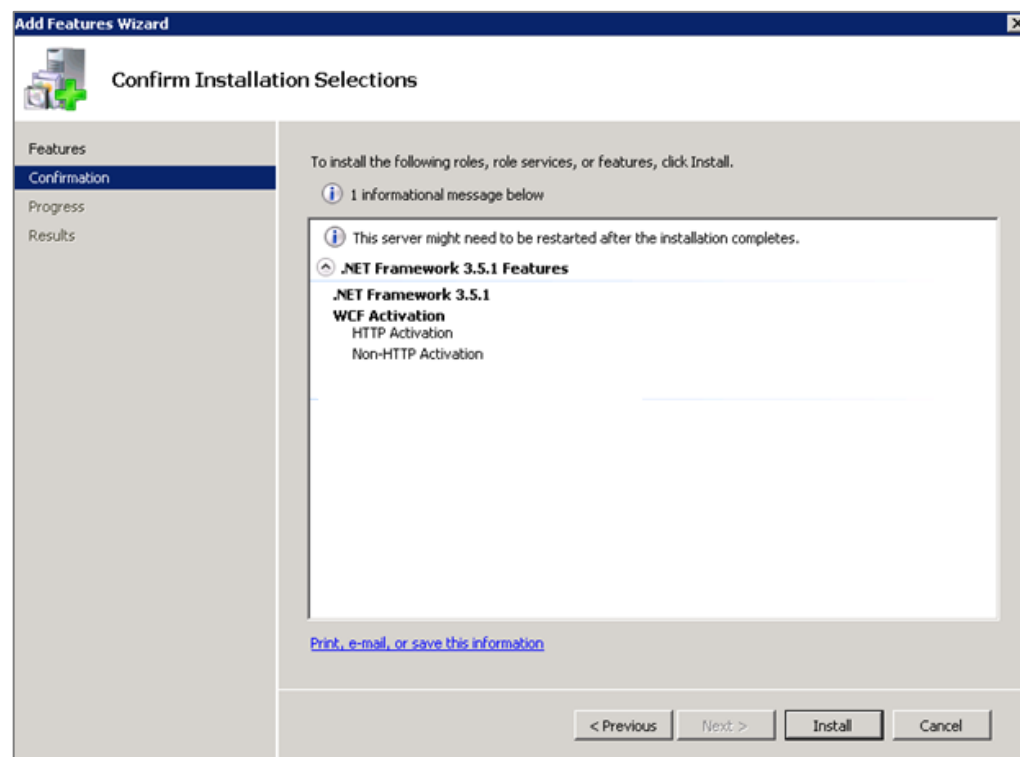 Add Features Wizard
Confirm Installation Selections
Features
Confirmation
Progress
Results
To install the following roles, role services, or features, click Install.
1 informational message below
This server might need to be restarted after the installation completes.
.NET Framework 3.5.1 Features
.NET Framework 3.5.1
WCF Activation
HTTP Activation
Non-HTTP Activation
Print, e-mail, or save this information
< Previous
Next >
Install
Cancel